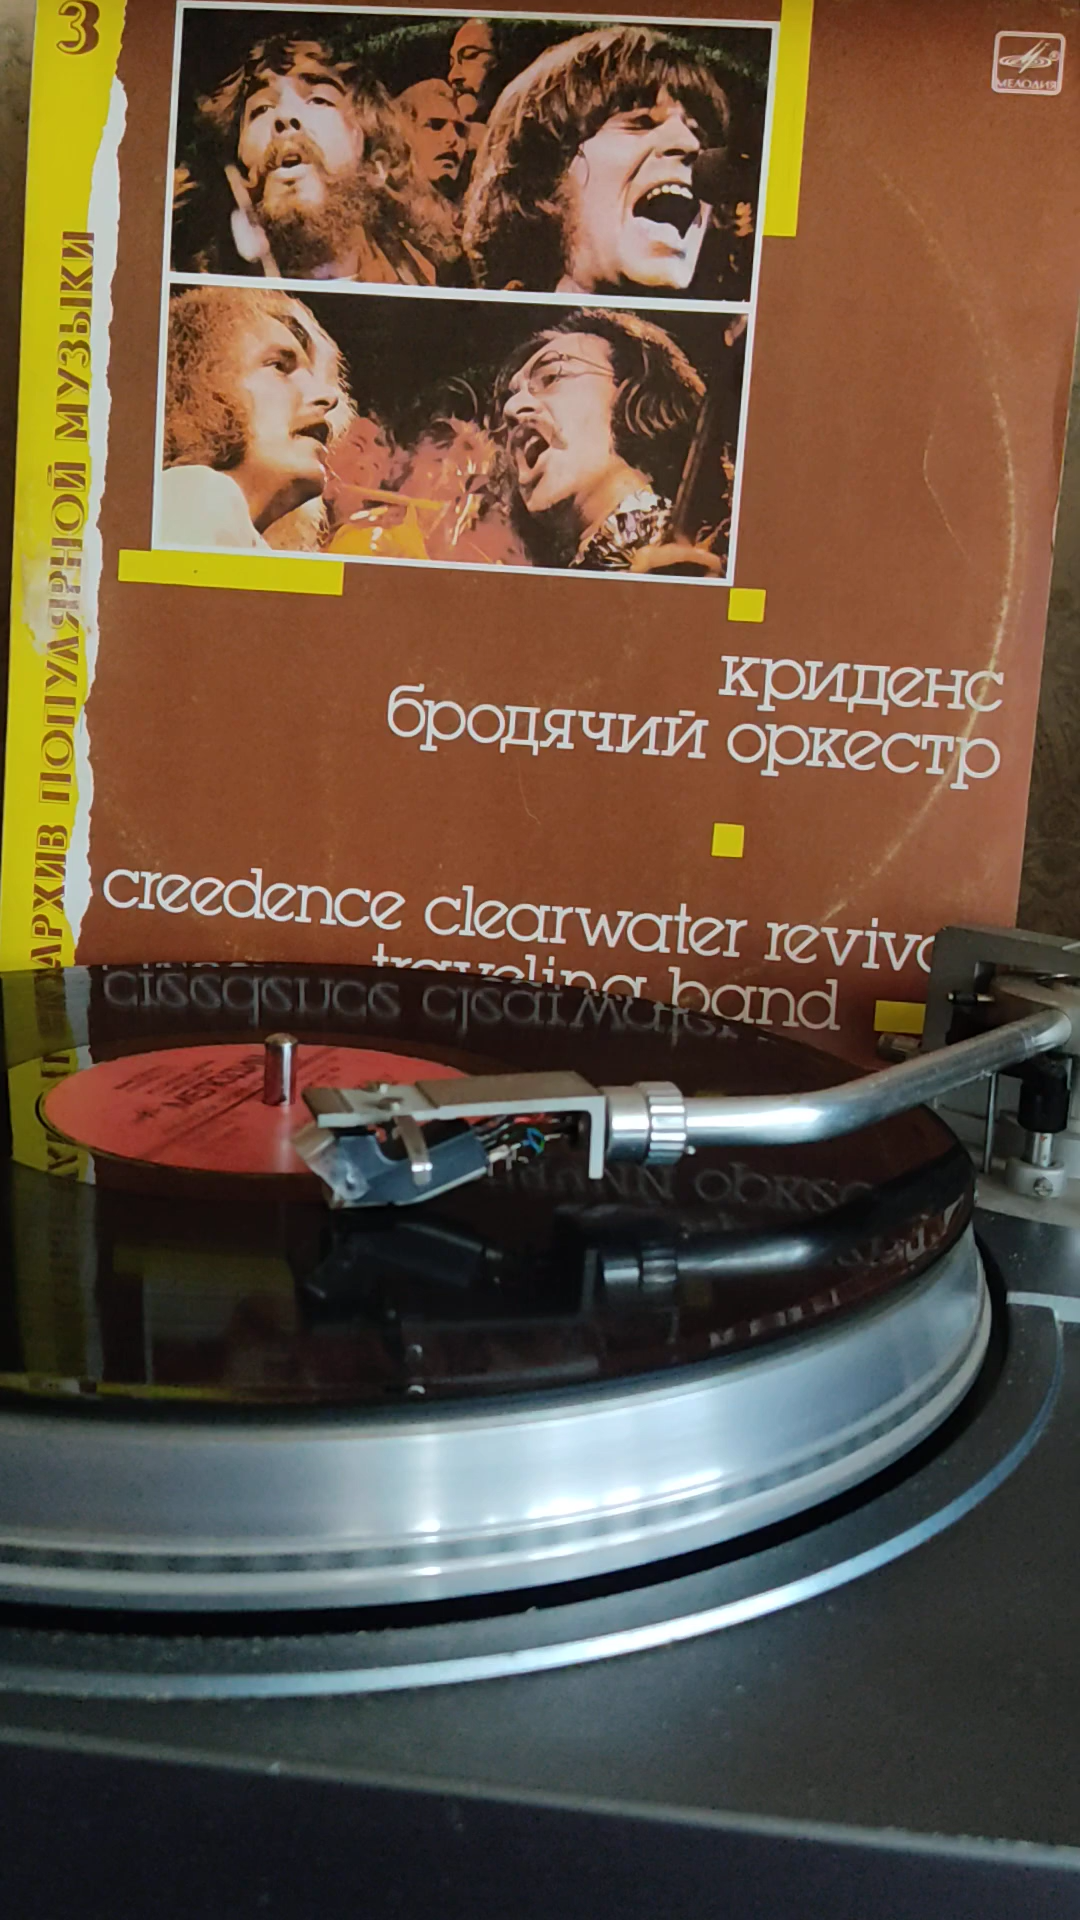 3
МЕЛОДИЯ
АРХИВ ПОПУЛЯРНОЙ МУЗЫКИ
криденс
бродячий оркестр
creedence clearwater reviva
traveling band